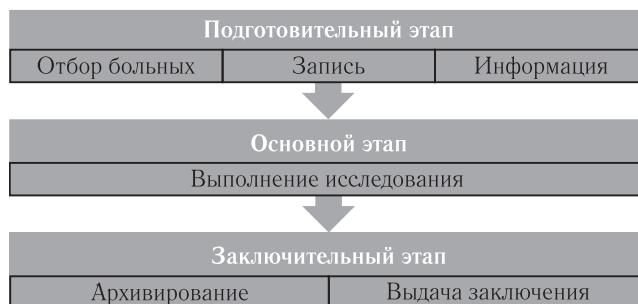 Подготовительный этап
Отбор больных Запись Информация
Основной этап
Выполнение исследования
Заключительный этап
Архивирование Выдача заключения